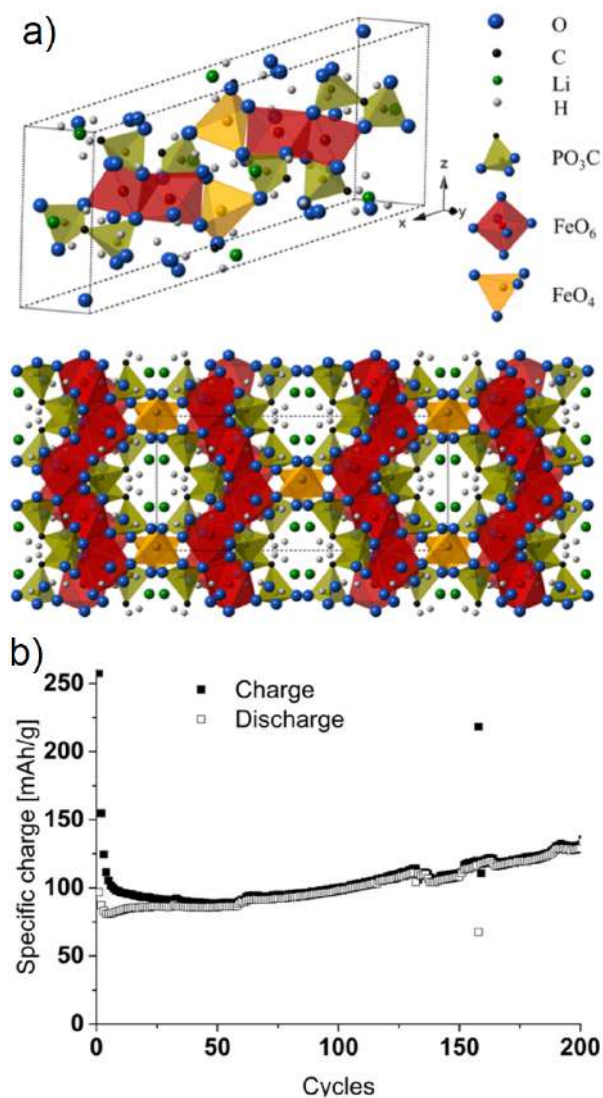 a)
O
C
Li
H
PO₃C
FeO₆
FeO₄
z
x
y
b)
Charge
Discharge
Specific charge [mAh/g]
250
200
150
100
50
0
0 50 100 150 200
Cycles